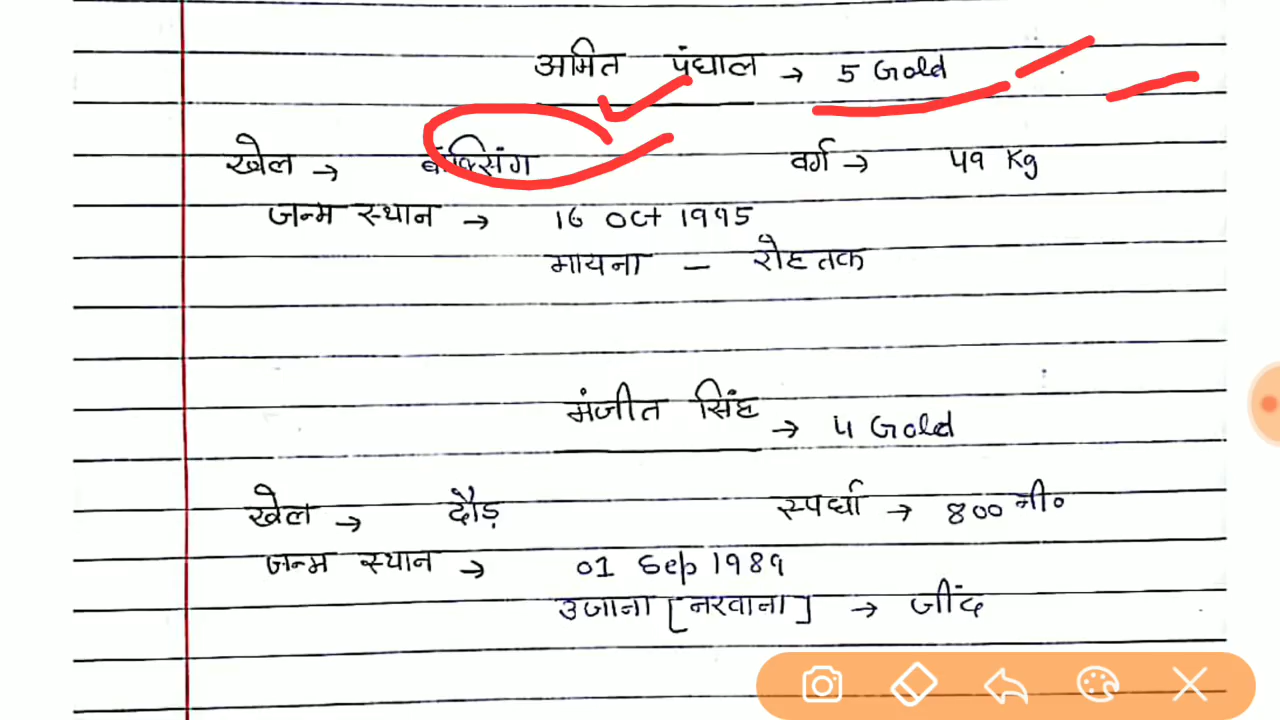 अमित पंघाल → 5 Gold
खेल → बॉक्सिंग वर्ग → 49 Kg
जन्म स्थान → 16 Oct 1995
मायना - रोहतक
मंजीत सिंह → 4 Gold
खेल → दौड़ स्पर्धा → 800 मी०
जन्म स्थान → 01 Sep 1989
उजाना [नरवाना] → जींद